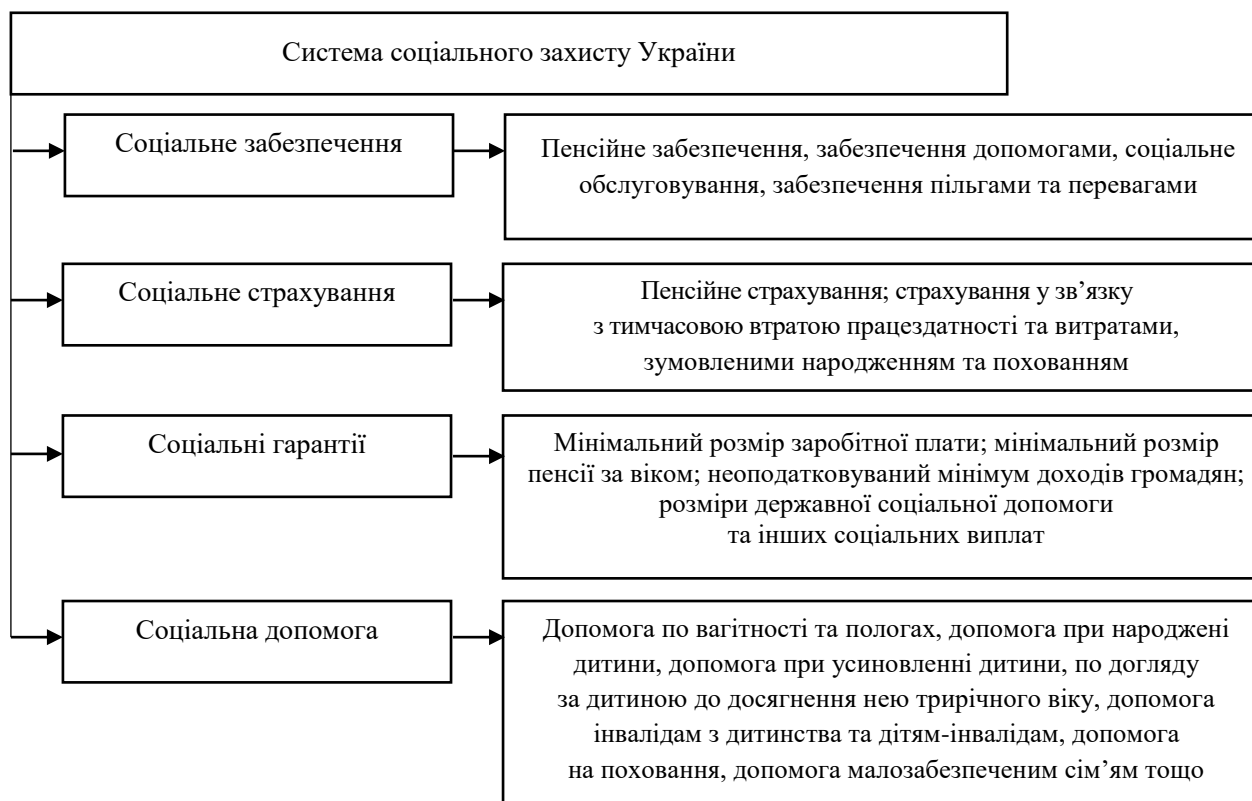 Система соціального захисту України
Соціальне забезпечення
Пенсійне забезпечення, забезпечення допомогами, соціальне
обслуговування, забезпечення пільгами та перевагами
Соціальне страхування
Пенсійне страхування; страхування у зв’язку
з тимчасовою втратою працездатності та витратами,
зумовленими народженням та похованням
Соціальні гарантії
Мінімальний розмір заробітної плати; мінімальний розмір
пенсії за віком; неоподатковуваний мінімум доходів громадян;
розміри державної соціальної допомоги
та інших соціальних виплат
Соціальна допомога
Допомога по вагітності та пологах, допомога при народжені
дитини, допомога при усиновленні дитини, по догляду
за дитиною до досягнення нею трирічного віку, допомога
інвалідам з дитинства та дітям-інвалідам, допомога
на поховання, допомога малозабезпеченим сім’ям тощо